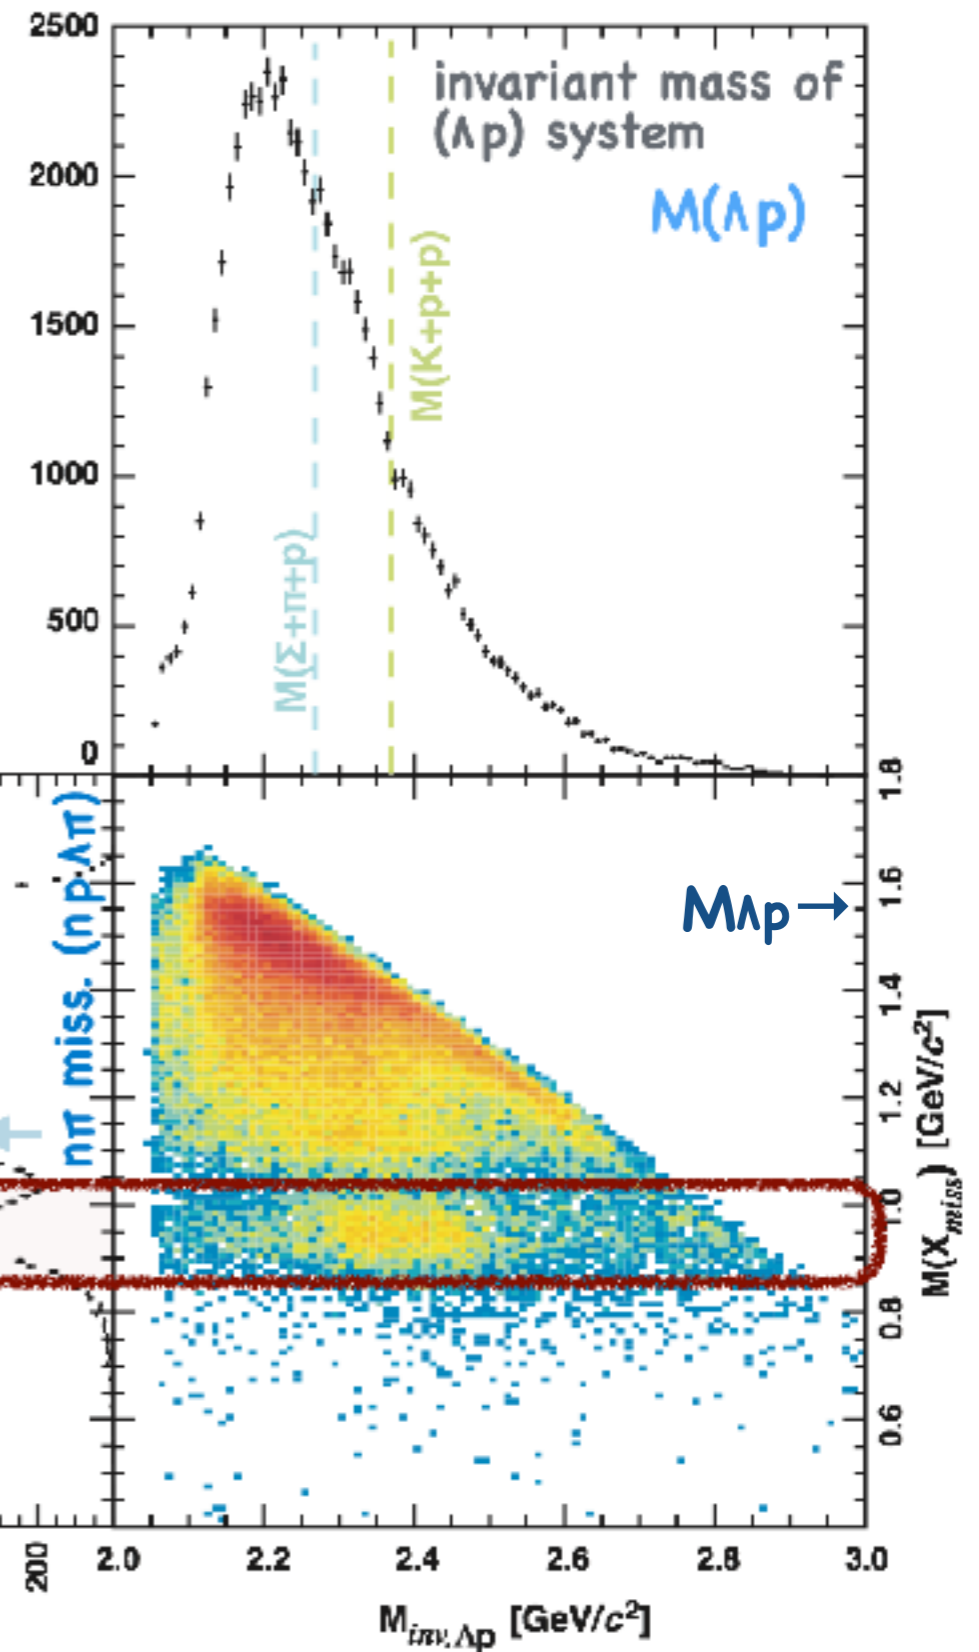 2500
2000
1500
1000
500
0
invariant mass of
(Λp) system
M(Λp)
M(K+p+p)
M(Σ+π+p)
nπ miss. (n p·Λπ)
MΛp →
1.8
1.6
1.4
1.2
1.0
0.8
0.6
M(X_miss) [GeV/c²]
200
2.0 2.2 2.4 2.6 2.8 3.0
M_inv.Λp [GeV/c²]